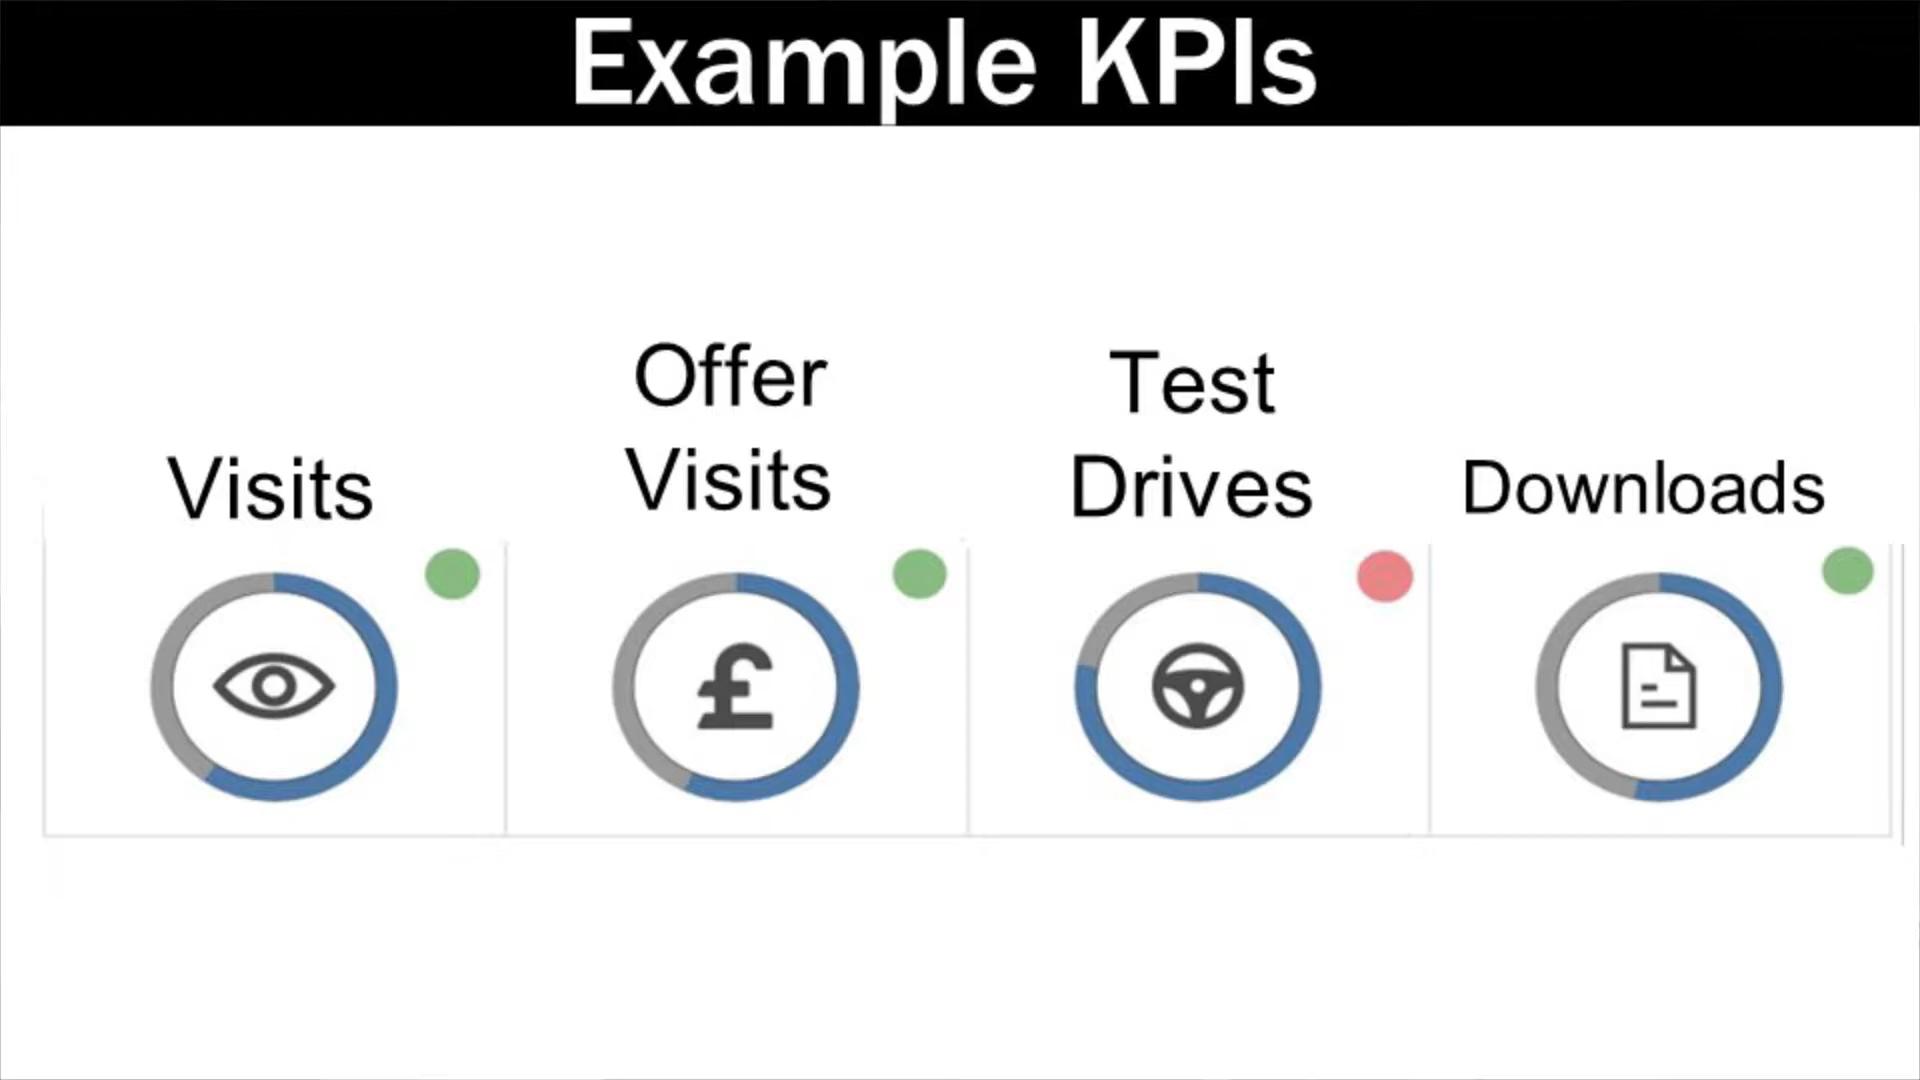 Example KPIs
Visits
Offer
Visits
Test
Drives
Downloads
£